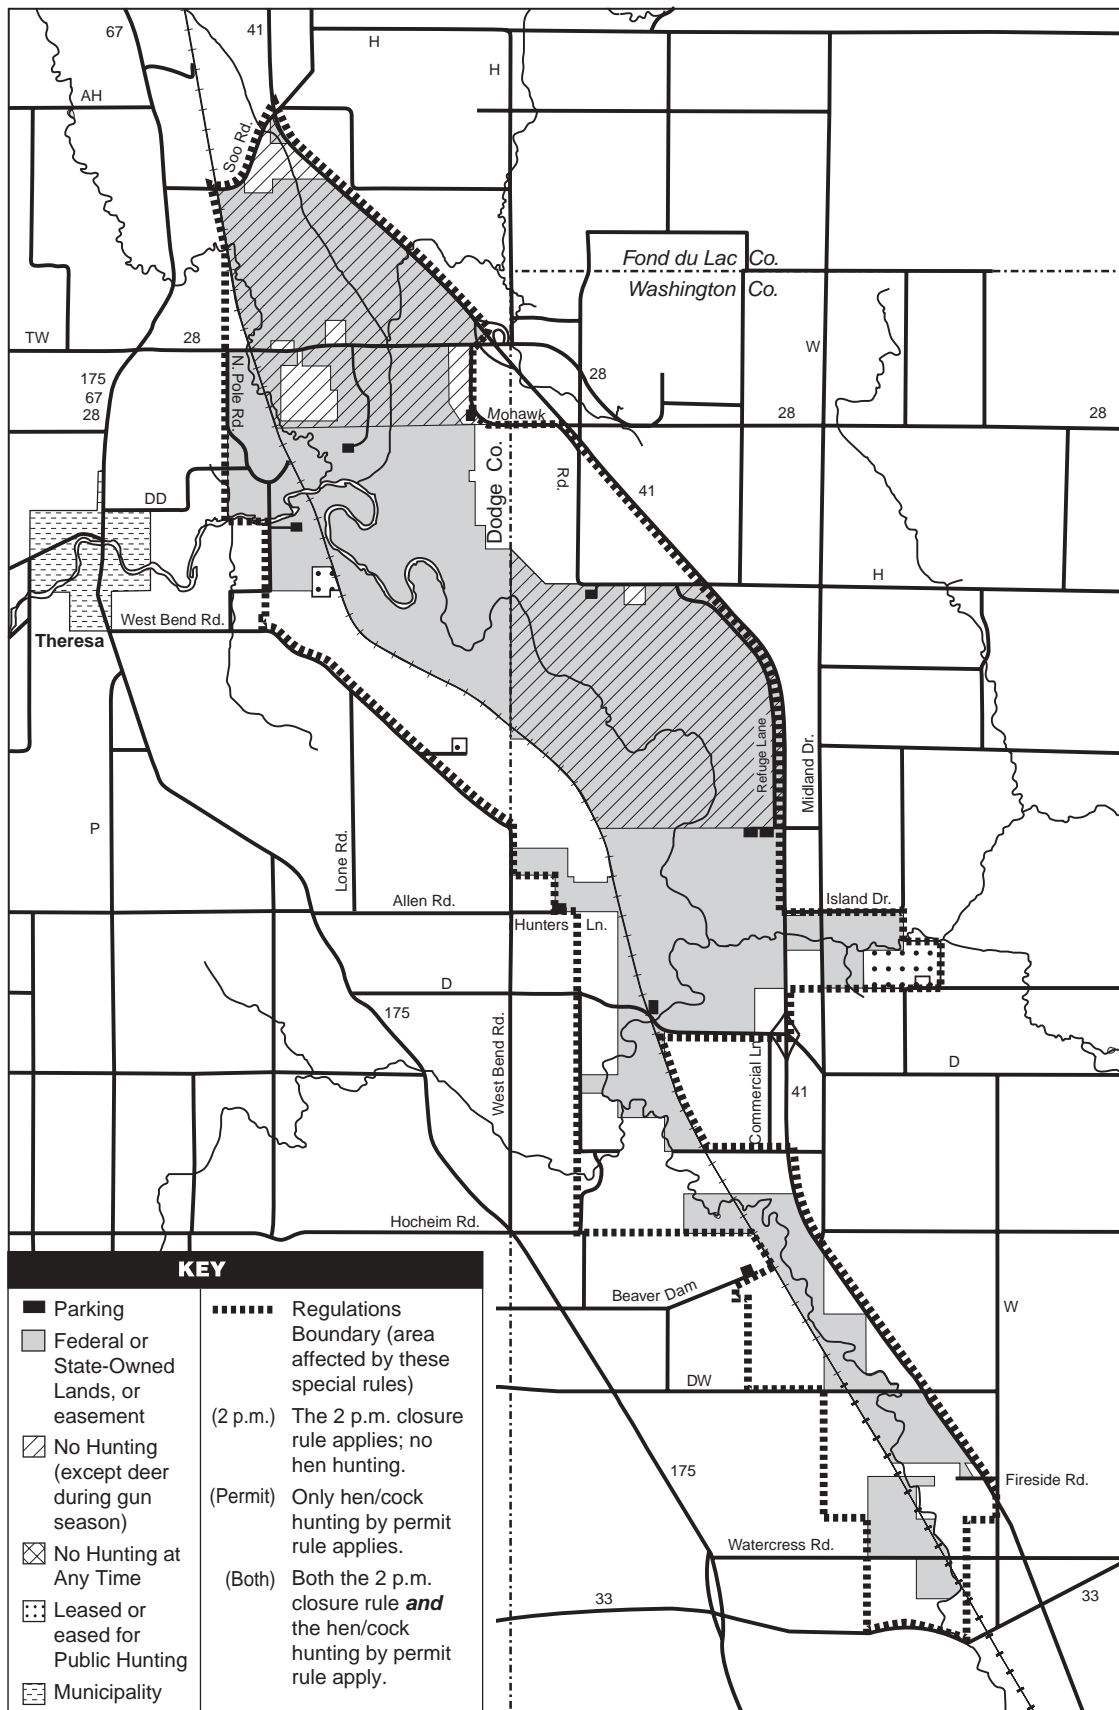 67
41
H
H
AH
Soo Rd.
Fond du Lac Co.
Washington Co.
TW
28
W
175
67
28
N. Pole Rd.
28
28
28
Mohawk
Rd.
Dodge Co.
41
DD
H
West Bend Rd.
Theresa
Refuge Lane
Midland Dr.
P
Lone Rd.
Allen Rd.
Island Dr.
Hunters Ln.
D
175
West Bend Rd.
Commercial Ln.
D
41
Hocheim Rd.
Beaver Dam
W
DW
175
Fireside Rd.
Watercress Rd.
33
33
KEY
Parking
Federal or
State-Owned
Lands, or
easement
No Hunting
(except deer
during gun
season)
No Hunting at
Any Time
Leased or
eased for
Public Hunting
Municipality
Regulations
Boundary (area
affected by these
special rules)
(2 p.m.) The 2 p.m. closure
rule applies; no
hen hunting.
(Permit) Only hen/cock
hunting by permit
rule applies.
(Both) Both the 2 p.m.
closure rule and
the hen/cock
hunting by permit
rule apply.